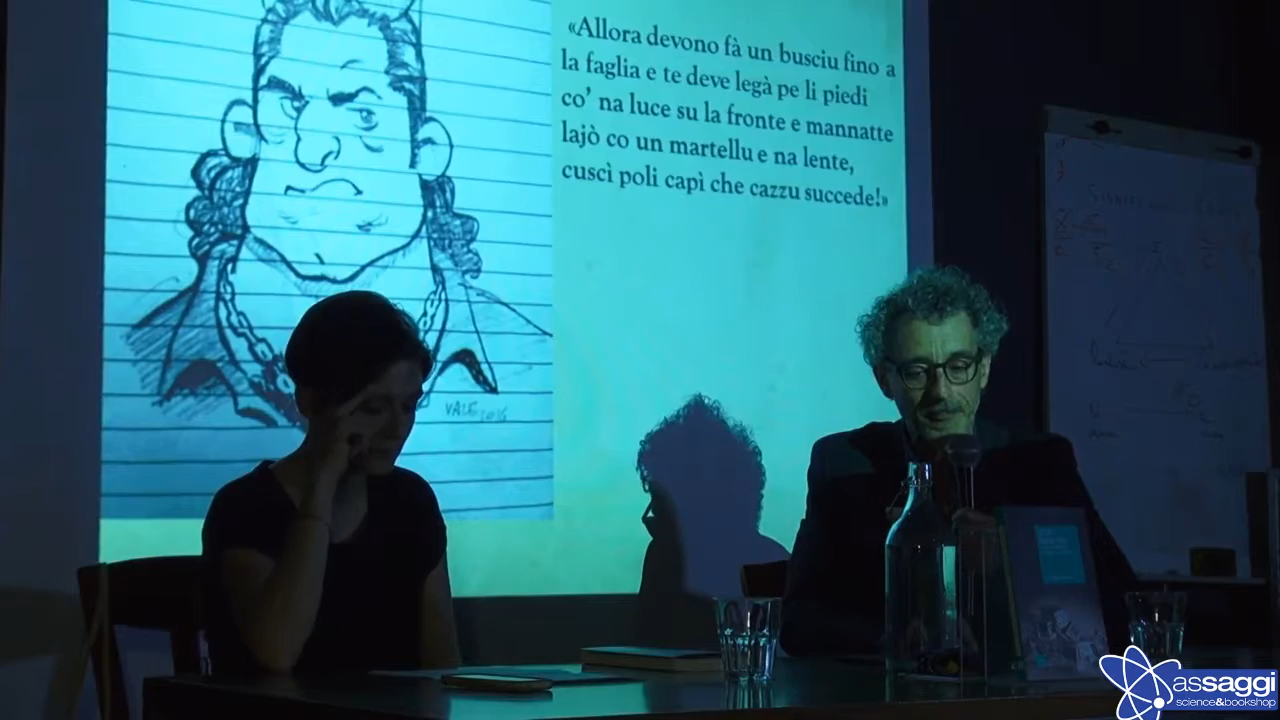 «Allora devono fà un busciu fino a
la faglia e te deve legà pe li piedi
co' na luce su la fronte e mannatte
lajò co un martellu e na lente,
cuscì poli capì che cazzu succede!»
VALE 2016
assaggi
science&bookshop